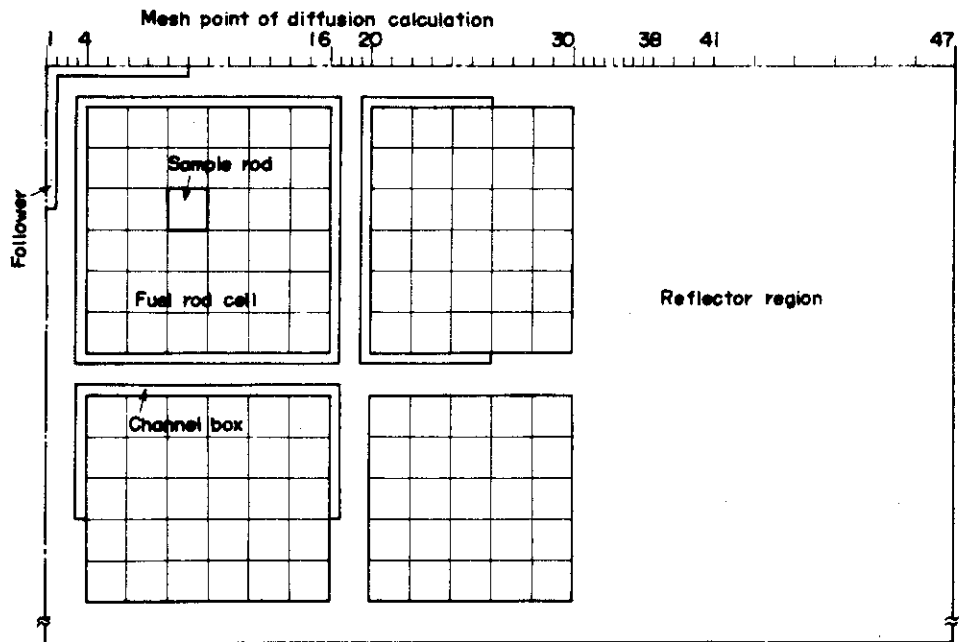 Mesh point of diffusion calculation
1 4 16 20 30 38 41 47
Sample rod
Follower
Fuel rod cell
Reflector region
Channel box